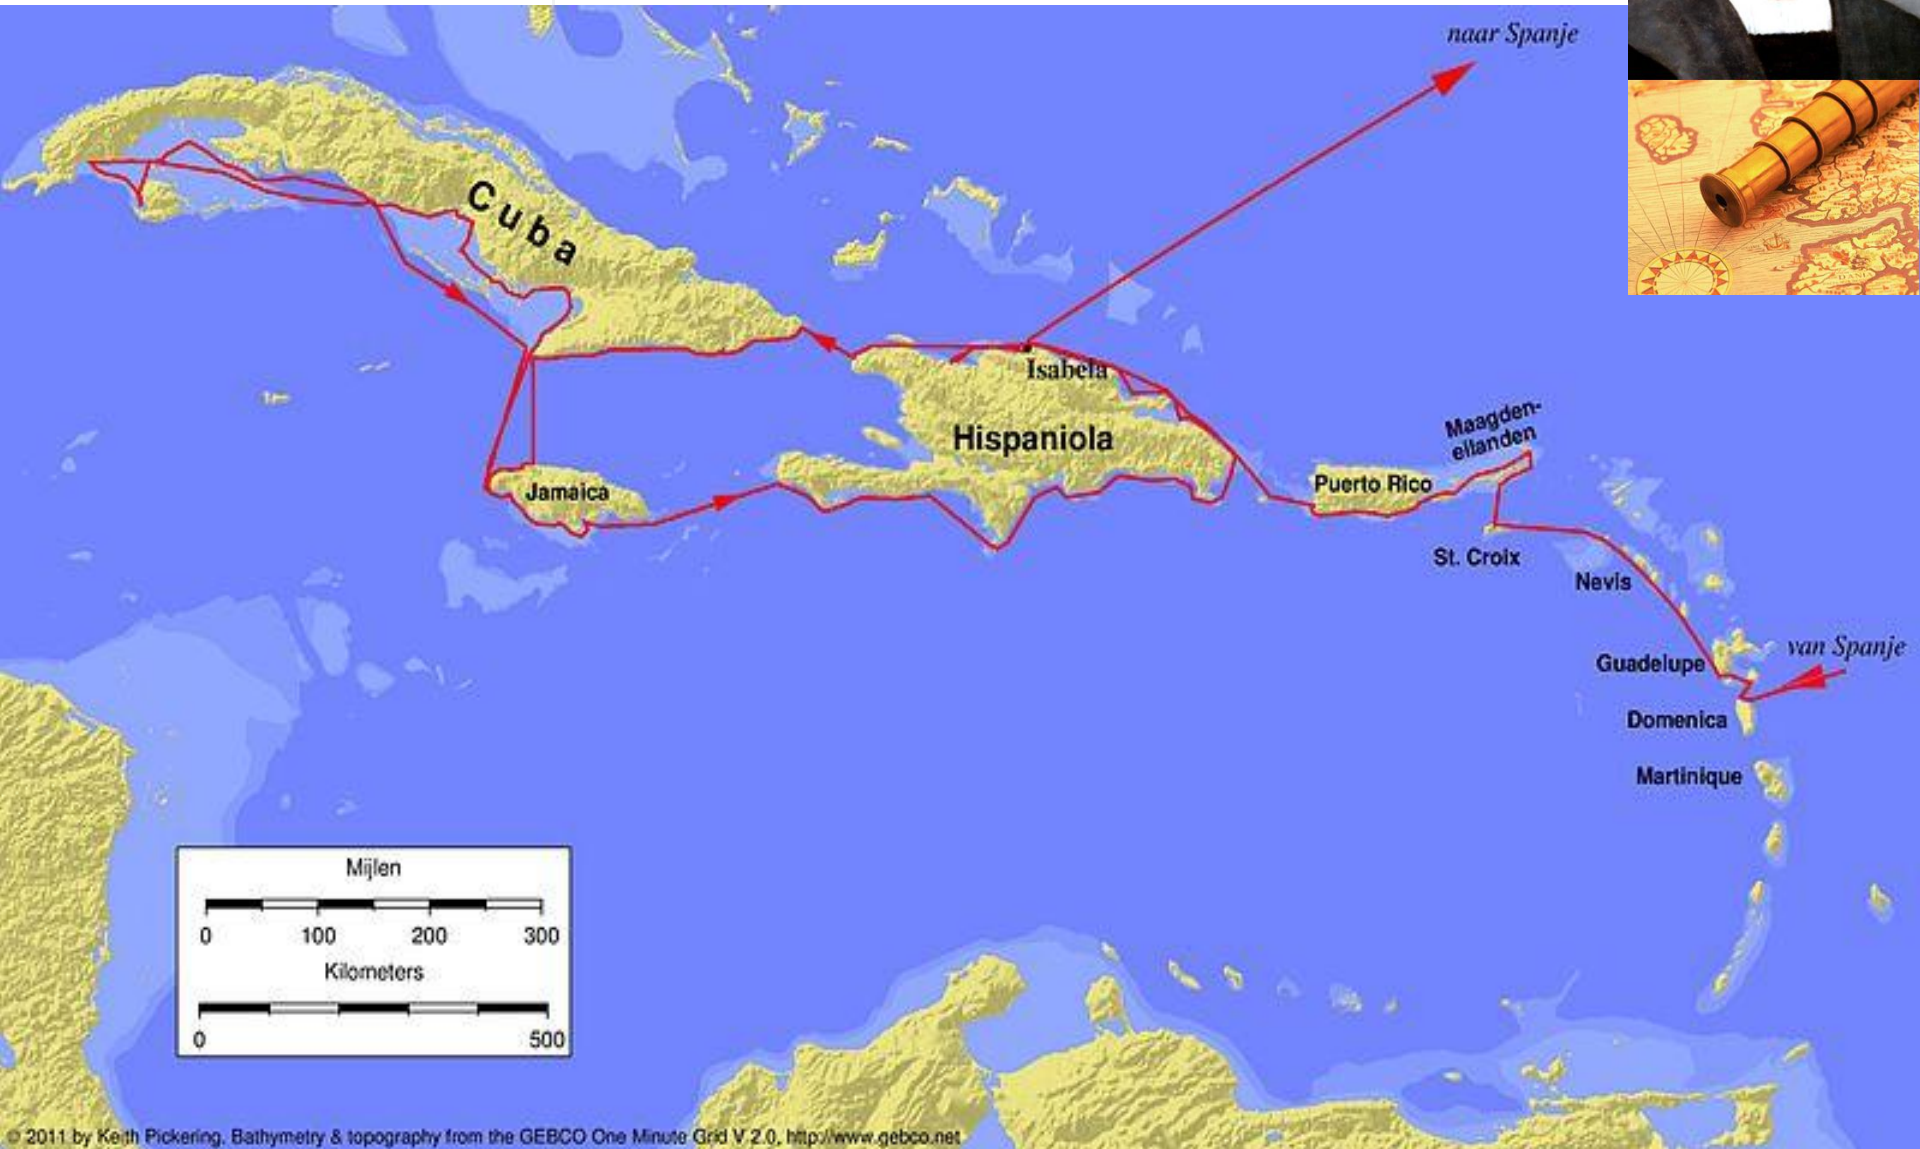 naar Spanje
Cuba
Isabela
Hispaniola
Maagden-
eilanden
Jamaica
Puerto Rico
St. Croix
Nevis
van Spanje
Guadelupe
Domenica
Martinique
Mijlen
0 100 200 300
Kilometers
0 500
© 2011 by Keith Pickering, Bathymetry & topography from the GEBCO One Minute Grid V 2.0, http://www.gebco.net